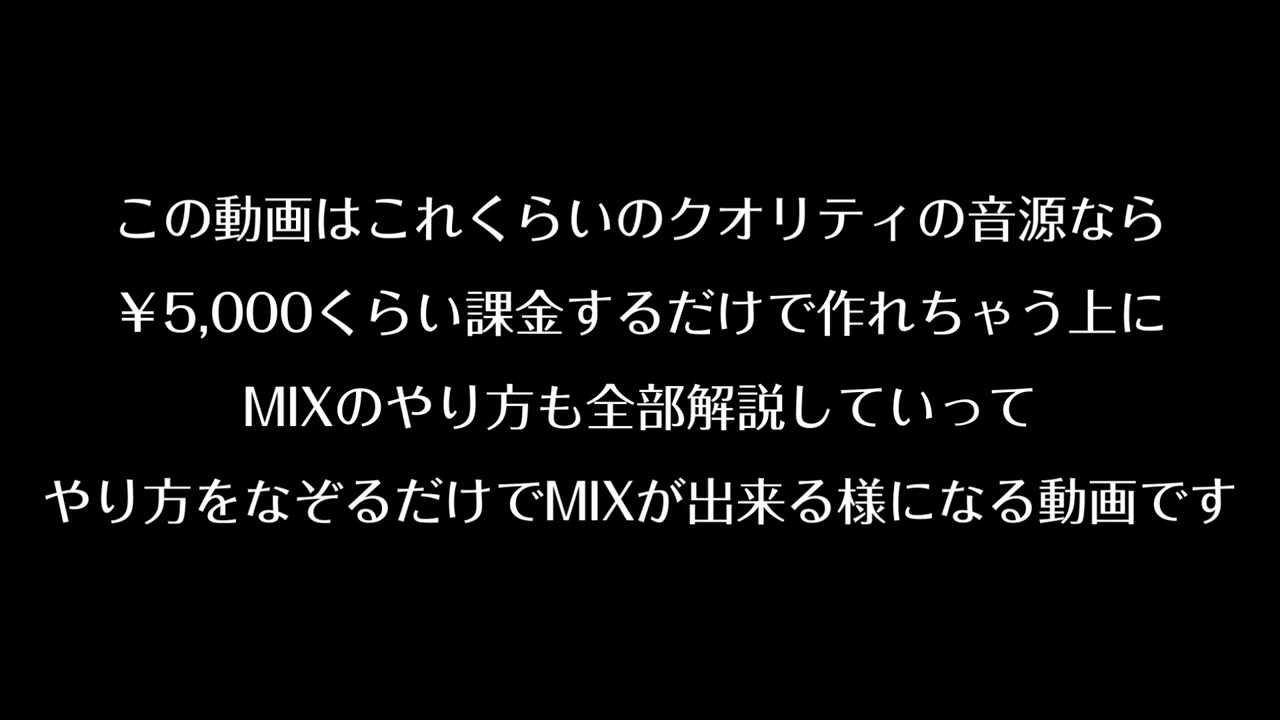 この動画はこれくらいのクオリティの音源なら
￥5,000くらい課金するだけで作れちゃう上に
MIXのやり方も全部解説していって
やり方をなぞるだけでMIXが出来る様になる動画です